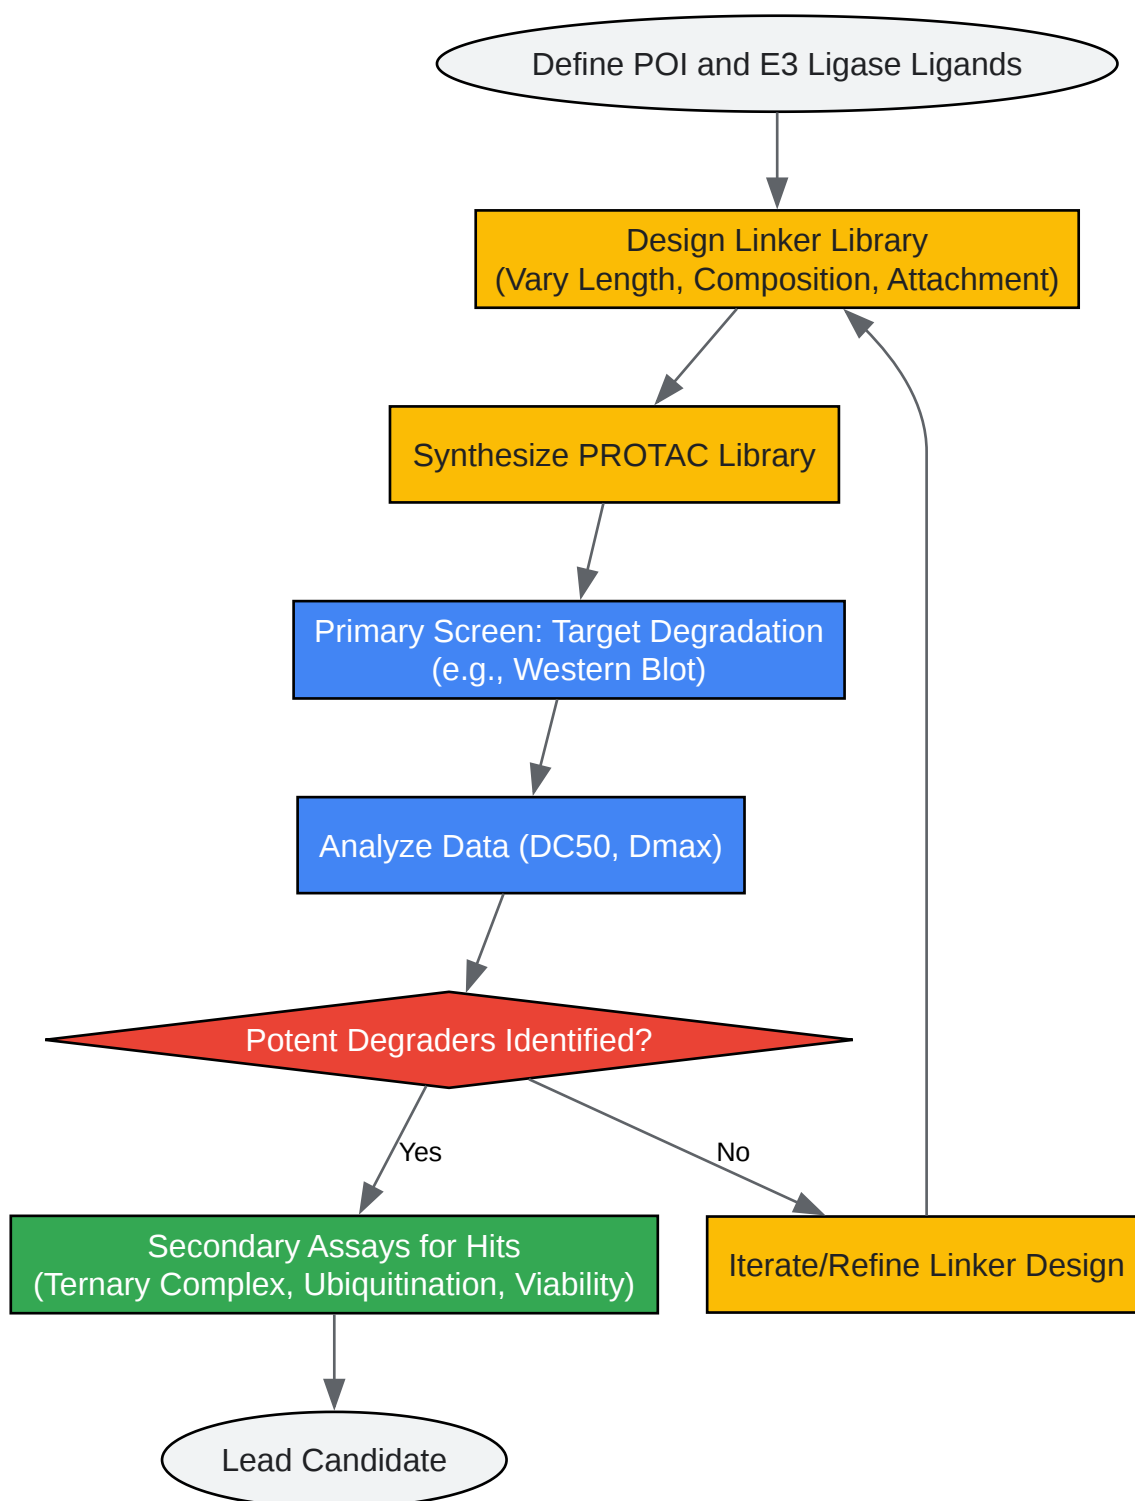 Define POI and E3 Ligase Ligands
Design Linker Library
(Vary Length, Composition, Attachment)
Synthesize PROTAC Library
Primary Screen: Target Degradation
(e.g., Western Blot)
Analyze Data (DC50, Dmax)
Potent Degraders Identified?
Yes
No
Secondary Assays for Hits
(Ternary Complex, Ubiquitination, Viability)
Iterate/Refine Linker Design
Lead Candidate